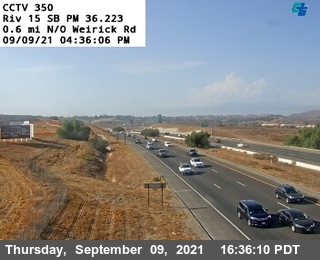 CCTV 350
Riv 15 SB PM 36.223
0.6 mi N/O Weirick Rd
09/09/21 04:36:06 PM
Thursday, September 09, 2021 16:36:10 PDT